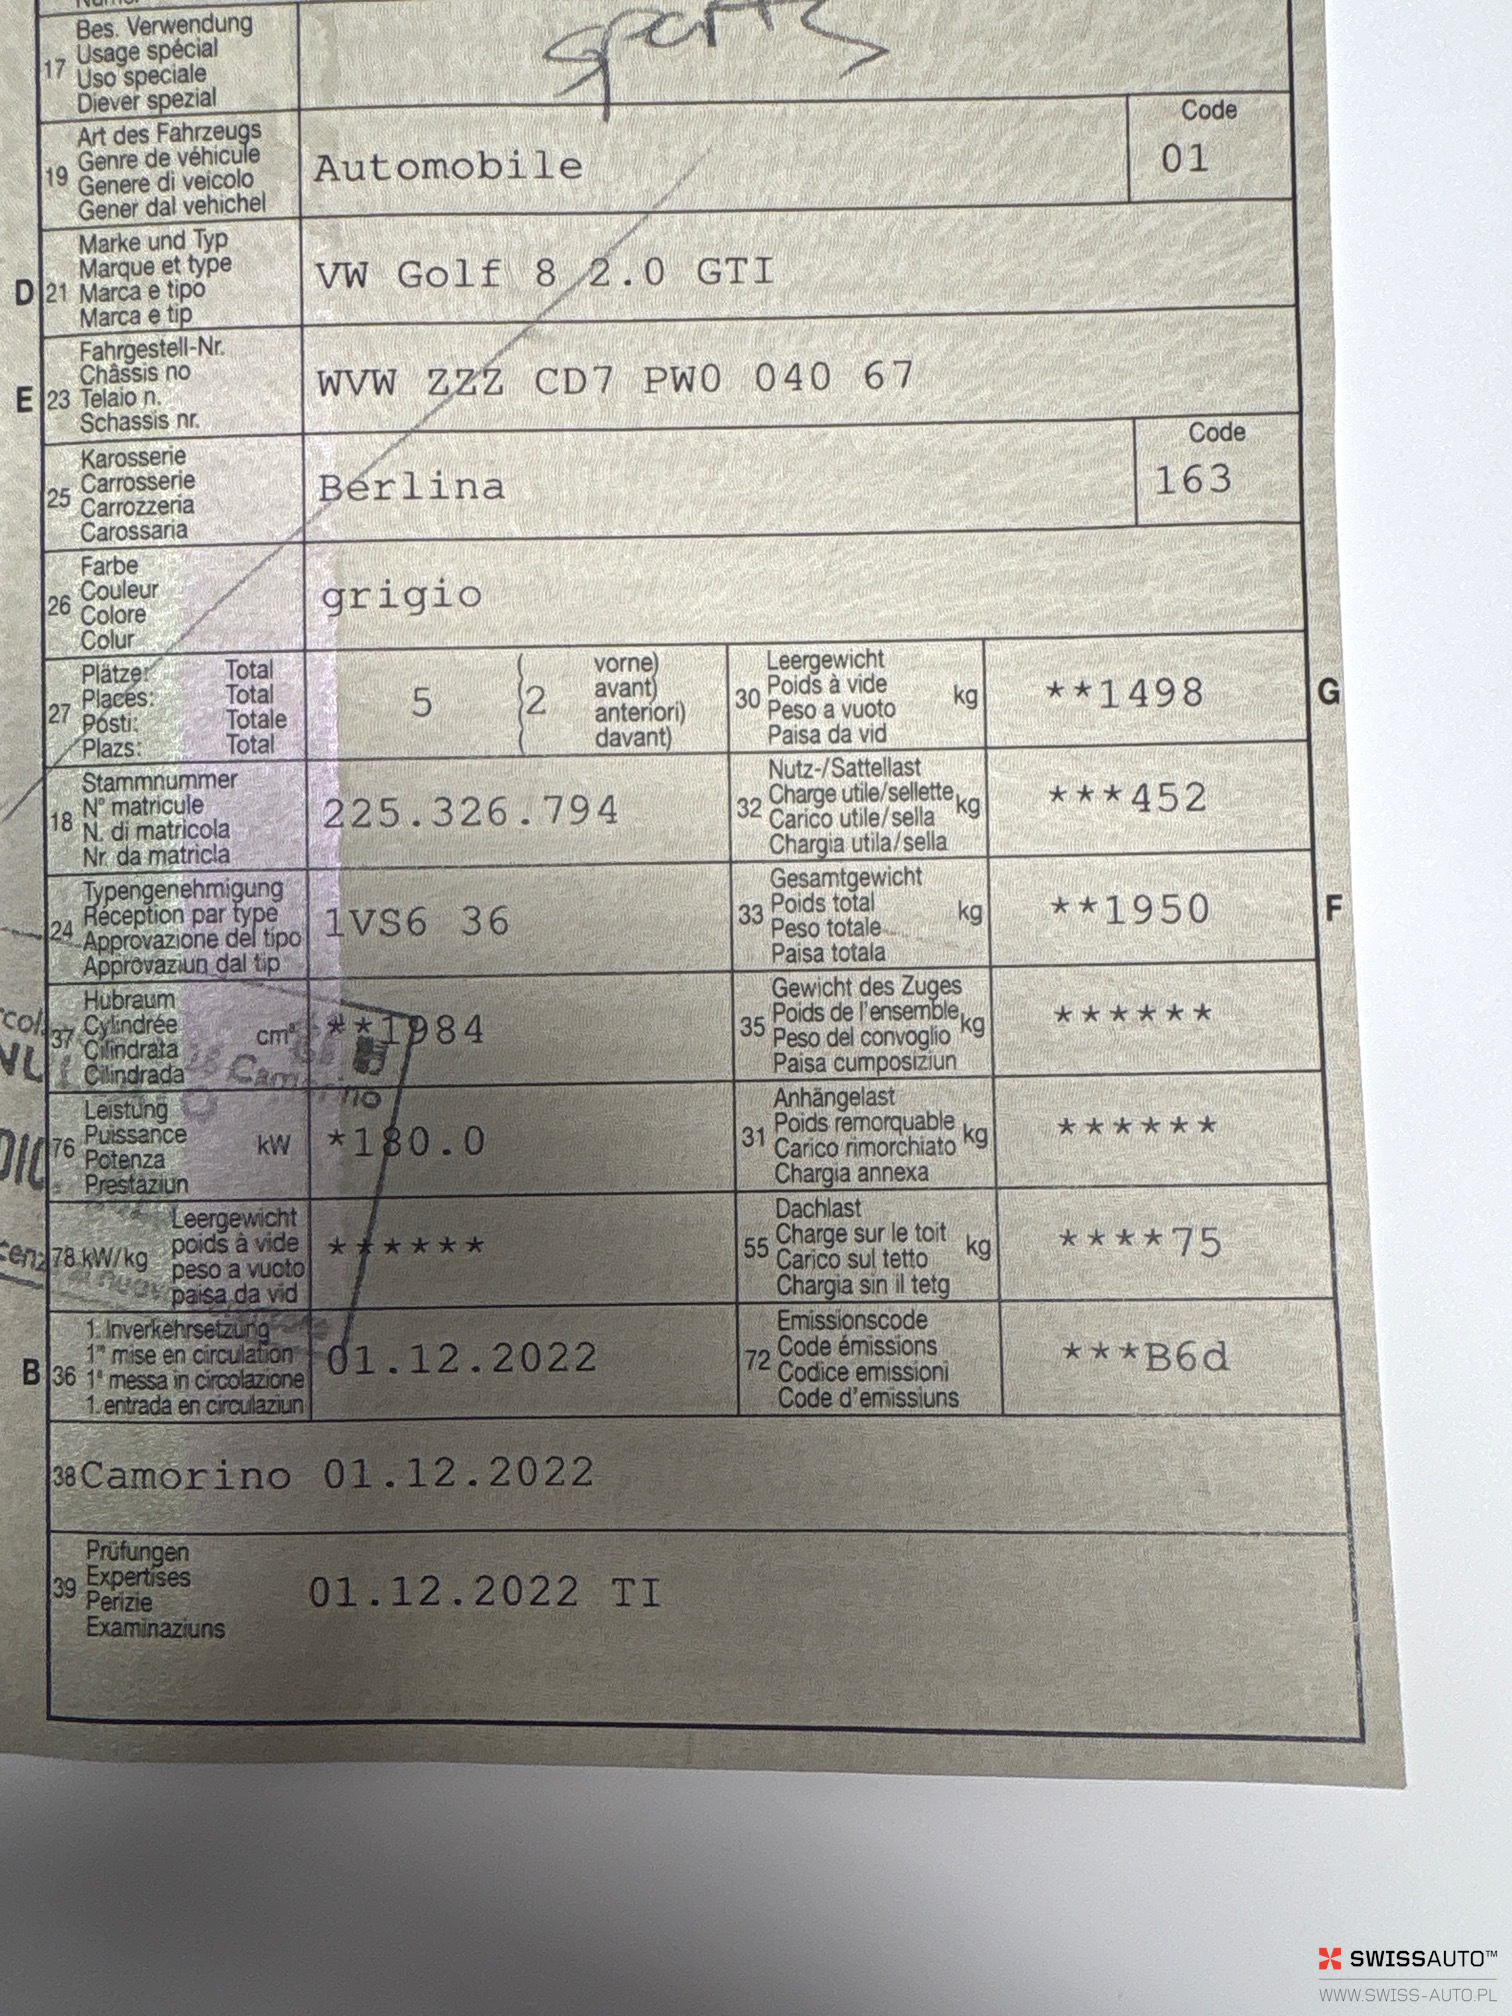 sports
17 Bes. Verwendung
Usage spécial
Uso speciale
Diever spezial
19 Art des Fahrzeugs
Genre de véhicule
Genere di veicolo
Gener dal vehichel
Automobile
Code
01
D 21 Marke und Typ
Marque et type
Marca e tipo
Marca e tip
VW Golf 8 2.0 GTI
E 23 Fahrgestell-Nr.
Châssis no
Telaio n.
Schassis nr.
WVW ZZZ CD7 PW0 040 67
25 Karosserie
Carrosserie
Carrozzeria
Carossaria
Berlina
Code
163
26 Farbe
Couleur
Colore
Colur
grigio
27 Plätze: Total
Places: Total
Posti: Totale
Plazs: Total
5 (2 vorne)
avant)
anteriori)
davant)
30 Leergewicht
Poids à vide
Peso a vuoto
Paisa da vid
kg
**1498
G
18 Stammnummer
N° matricule
N. di matricola
Nr. da matricla
225.326.794
32 Nutz-/Sattellast
Charge utile/sellette
Carico utile/sella
Chargia utila/sella
kg
***452
24 Typengenehmigung
Réception par type
Approvazione del tipo
Approvaziun dal tip
1VS6 36
33 Gesamtgewicht
Poids total
Peso totale
Paisa totala
kg
**1950
F
37 Hubraum
Cylindrée
Cilindrata
Cilindrada
cm³
**1984
Camorino
35 Gewicht des Zuges
Poids de l'ensemble
Peso del convoglio
Paisa cumposiziun
kg
******
76 Leistung
Puissance
Potenza
Prestaziun
kW
*180.0
31 Anhängelast
Poids remorquable
Carico rimorchiato
Chargia annexa
kg
******
78 kW/kg
Leergewicht
poids à vide
peso a vuoto
paisa da vid
******
55 Dachlast
Charge sur le toit
Carico sul tetto
Chargia sin il tetg
kg
****75
B 36 1. Inverkehrsetzung
1re mise en circulation
1a messa in circolazione
1. entrada en circulaziun
01.12.2022
72 Emissionscode
Code émissions
Codice emissioni
Code d'emissiuns
***B6d
38 Camorino 01.12.2022
39 Prüfungen
Expertises
Perizie
Examinaziuns
01.12.2022 TI
SWISSAUTO™
WWW.SWISS-AUTO.PL